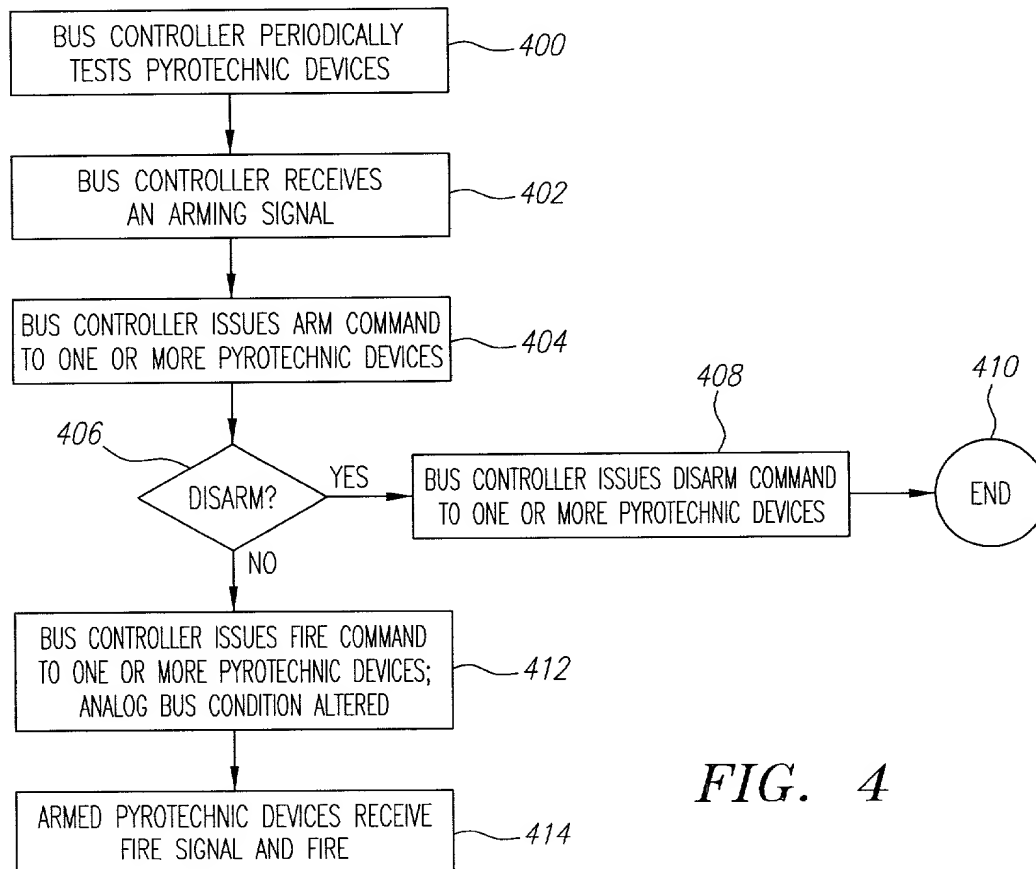 BUS CONTROLLER PERIODICALLY
TESTS PYROTECHNIC DEVICES
400
BUS CONTROLLER RECEIVES
AN ARMING SIGNAL
402
BUS CONTROLLER ISSUES ARM COMMAND
TO ONE OR MORE PYROTECHNIC DEVICES
404
406
DISARM?
YES
NO
408
BUS CONTROLLER ISSUES DISARM COMMAND
TO ONE OR MORE PYROTECHNIC DEVICES
410
END
BUS CONTROLLER ISSUES FIRE COMMAND
TO ONE OR MORE PYROTECHNIC DEVICES;
ANALOG BUS CONDITION ALTERED
412
ARMED PYROTECHNIC DEVICES RECEIVE
FIRE SIGNAL AND FIRE
414
FIG. 4